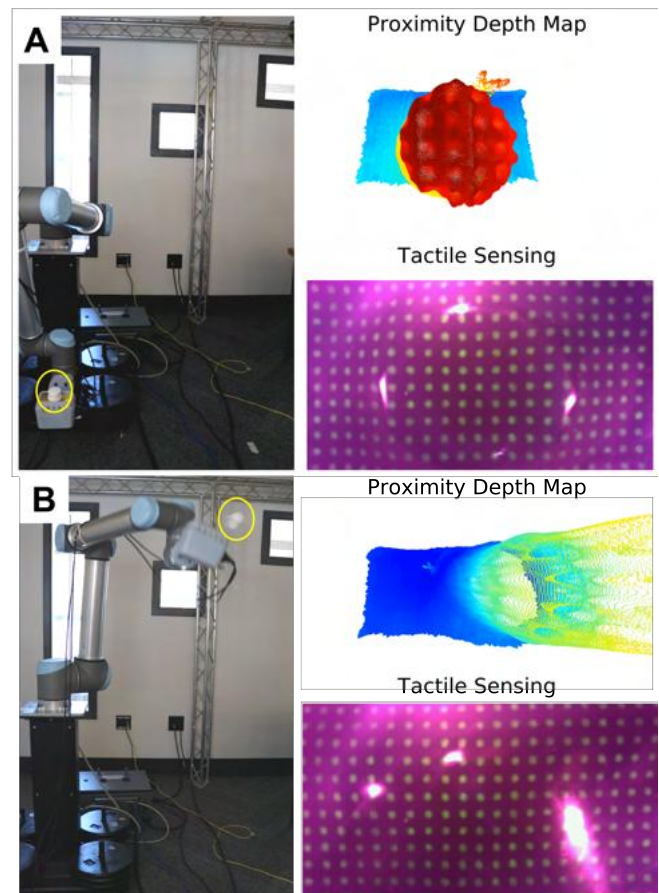 A
Proximity Depth Map
Tactile Sensing
B
Proximity Depth Map
Tactile Sensing